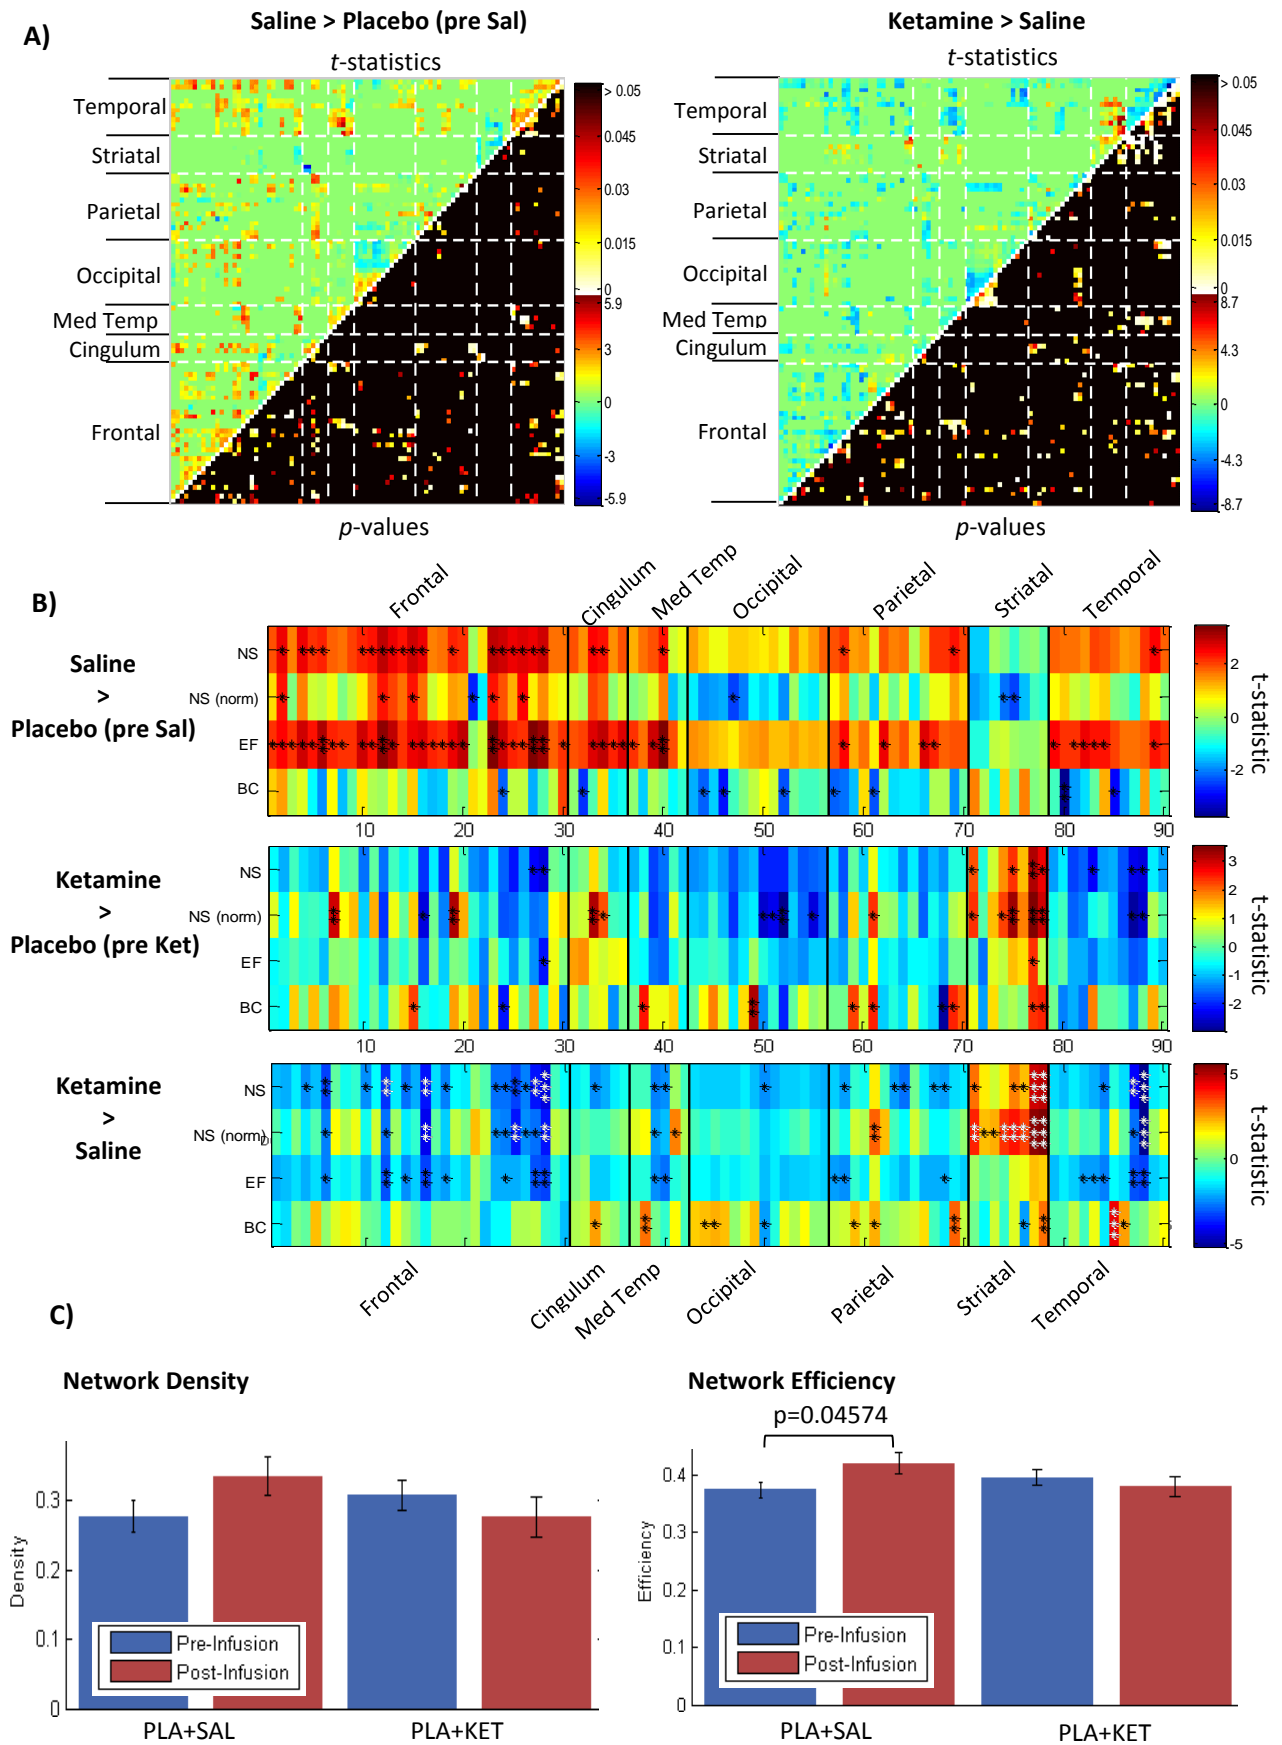 A)
Saline > Placebo (pre Sal)
Ketamine > Saline
t-statistics
t-statistics
Temporal
Striatal
Parietal
Occipital
Med Temp
Cingulum
Frontal
> 0.05
0.045
0.03
0.015
0
5.9
3
0
-3
-5.9
p-values
Temporal
Striatal
Parietal
Occipital
Med Temp
Cingulum
Frontal
> 0.05
0.045
0.03
0.015
0
8.7
4.3
0
-4.3
-8.7
p-values
B)
Frontal
Cingulum
Med Temp
Occipital
Parietal
Striatal
Temporal
Saline
>
Placebo (pre Sal)
NS
NS (norm)
EF
BC
10 20 30 40 50 60 70 80 90
2
0
-2
t-statistic
Ketamine
>
Placebo (pre Ket)
NS
NS (norm)
EF
BC
10 20 30 40 50 60 70 80 90
3
2
1
0
-1
-2
t-statistic
Ketamine
>
Saline
NS
NS (norm)
EF
BC
5
0
-5
t-statistic
Frontal
Cingulum
Med Temp
Occipital
Parietal
Striatal
Temporal
C)
Network Density
Density
0.3
0.2
0.1
0
Pre-Infusion
Post-Infusion
PLA+SAL
PLA+KET
Network Efficiency
p=0.04574
Efficiency
0.4
0.2
0
Pre-Infusion
Post-Infusion
PLA+SAL
PLA+KET